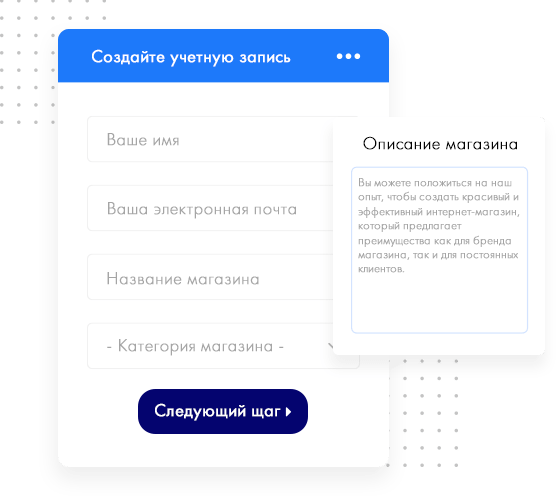 Создайте учетную запись
Ваше имя
Ваша электронная почта
Название магазина
- Категория магазина -
Следующий щаг
Описание магазина
Вы можете положиться на наш
опыт, чтобы создать красивый и
эффективный интернет-магазин,
который предлагает
преимущества как для бренда
магазина, так и для постоянных
клиентов.